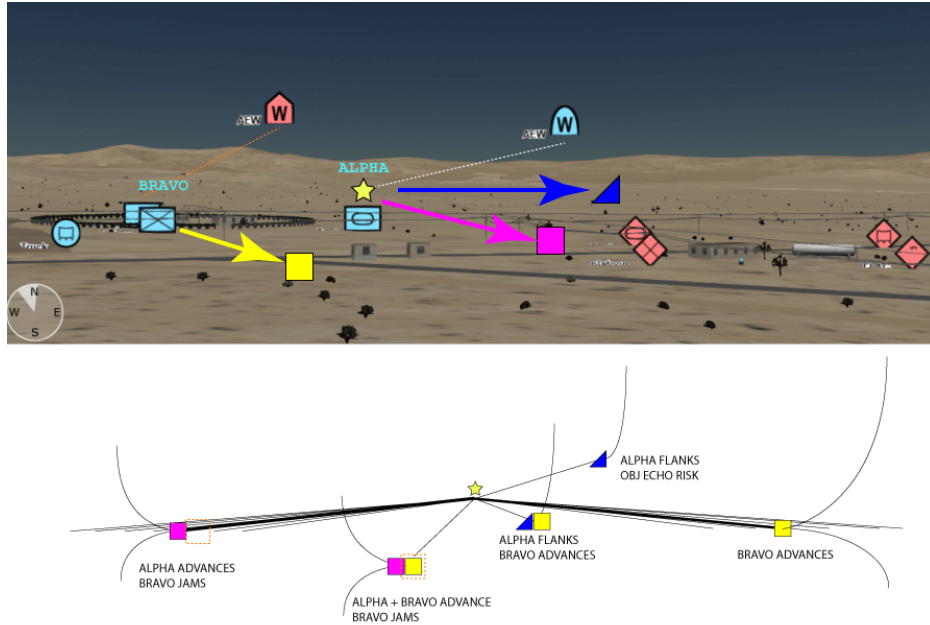 AEW
W
AEW
W
ALPHA
BRAVO
Truck
N
W
E
S
ALPHA FLANKS
OBJ ECHO RISK
ALPHA FLANKS
BRAVO ADVANCES
BRAVO ADVANCES
ALPHA ADVANCES
BRAVO JAMS
ALPHA + BRAVO ADVANCE
BRAVO JAMS